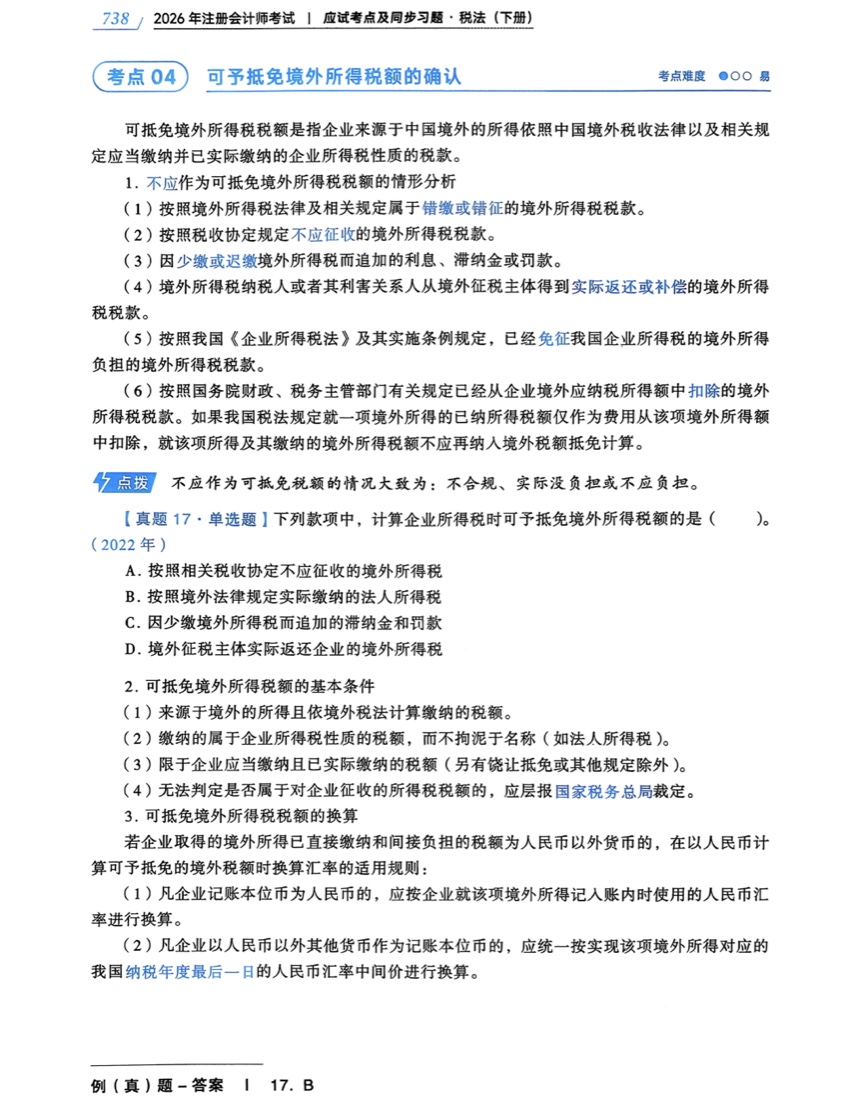 738 2026年注册会计师考试 | 应试考点及同步习题·税法（下册）
考点 04 可予抵免境外所得税额的确认 考点难度 易
可抵免境外所得税税额是指企业来源于中国境外的所得依照中国境外税收法律以及相关规
定应当缴纳并已实际缴纳的企业所得税性质的税款。
1. 不应作为可抵免境外所得税税额的情形分析
（1）按照境外所得税法律及相关规定属于错缴或错征的境外所得税税款。
（2）按照税收协定规定不应征收的境外所得税税款。
（3）因少缴或迟缴境外所得税而追加的利息、滞纳金或罚款。
（4）境外所得税纳税人或者其利害关系人从境外征税主体得到实际返还或补偿的境外所得
税税款。
（5）按照我国《企业所得税法》及其实施条例规定，已经免征我国企业所得税的境外所得
负担的境外所得税税款。
（6）按照国务院财政、税务主管部门有关规定已经从企业境外应纳税所得额中扣除的境外
所得税税款。如果我国税法规定就一项境外所得的已纳所得税额仅作为费用从该项境外所得额
中扣除，就该项所得及其缴纳的境外所得税额不应再纳入境外税额抵免计算。
点拨 不应作为可抵免税额的情况大致为：不合规、实际没负担或不应负担。
【真题 17·单选题】下列款项中，计算企业所得税时可予抵免境外所得税额的是（　　）。
（2022 年）
A. 按照相关税收协定不应征收的境外所得税
B. 按照境外法律规定实际缴纳的法人所得税
C. 因少缴境外所得税而追加的滞纳金和罚款
D. 境外征税主体实际返还企业的境外所得税
2. 可抵免境外所得税额的基本条件
（1）来源于境外的所得且依境外税法计算缴纳的税额。
（2）缴纳的属于企业所得税性质的税额，而不拘泥于名称（如法人所得税）。
（3）限于企业应当缴纳且已实际缴纳的税额（另有饶让抵免或其他规定除外）。
（4）无法判定是否属于对企业征收的所得税税额的，应层报国家税务总局裁定。
3. 可抵免境外所得税税额的换算
若企业取得的境外所得已直接缴纳和间接负担的税额为人民币以外货币的，在以人民币计
算可予抵免的境外税额时换算汇率的适用规则：
（1）凡企业记账本位币为人民币的，应按企业就该项境外所得记入账内时使用的人民币汇
率进行换算。
（2）凡企业以人民币以外其他货币作为记账本位币的，应统一按实现该项境外所得对应的
我国纳税年度最后一日的人民币汇率中间价进行换算。
例（真）题–答案 | 17. B